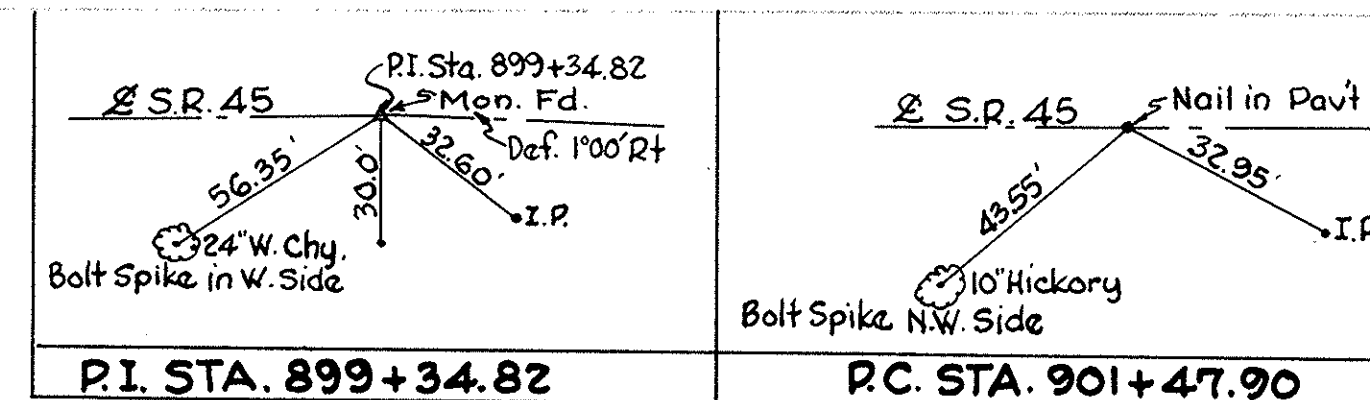 P.I. Sta. 899+34.82
℄ S.R. 45
Mon. Fd.
Def. 1°00' Rt
56.35'
30.0'
32.60'
I.P.
24" W. Chy.
Bolt Spike in W. Side
P.I. STA. 899+34.82
℄ S.R. 45
Nail in Pav't
43.55'
32.95'
I.P
10" Hickory
Bolt Spike N.W. Side
P.C. STA. 901+47.90